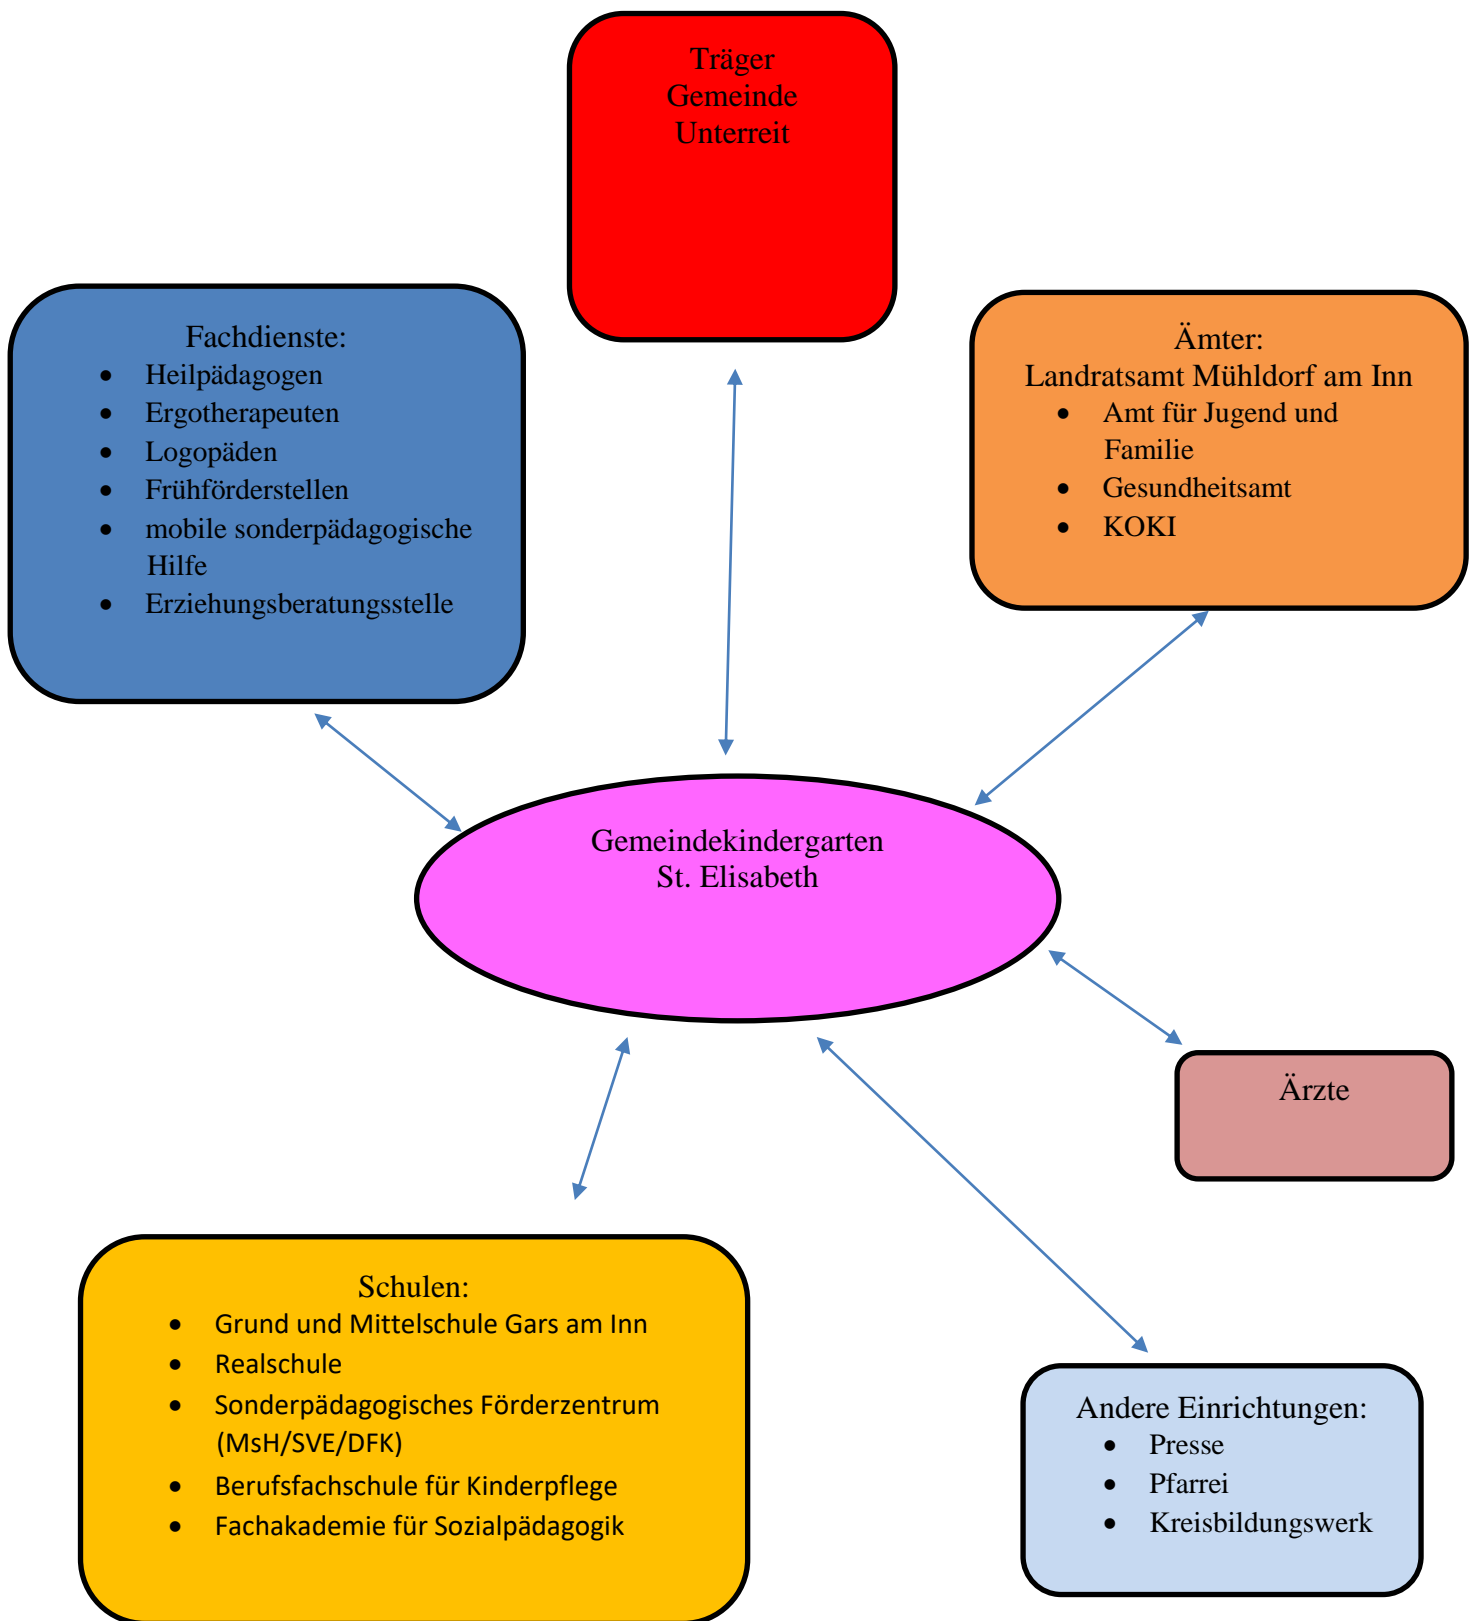 Träger
Gemeinde
Unterreit
Fachdienste:
• Heilpädagogen
• Ergotherapeuten
• Logopäden
• Frühförderstellen
• mobile sonderpädagogische
Hilfe
• Erziehungsberatungsstelle
Ämter:
Landratsamt Mühldorf am Inn
• Amt für Jugend und
Familie
• Gesundheitsamt
• KOKI
Gemeindekindergarten
St. Elisabeth
Ärzte
Schulen:
• Grund und Mittelschule Gars am Inn
• Realschule
• Sonderpädagogisches Förderzentrum
(MsH/SVE/DFK)
• Berufsfachschule für Kinderpflege
• Fachakademie für Sozialpädagogik
Andere Einrichtungen:
• Presse
• Pfarrei
• Kreisbildungswerk